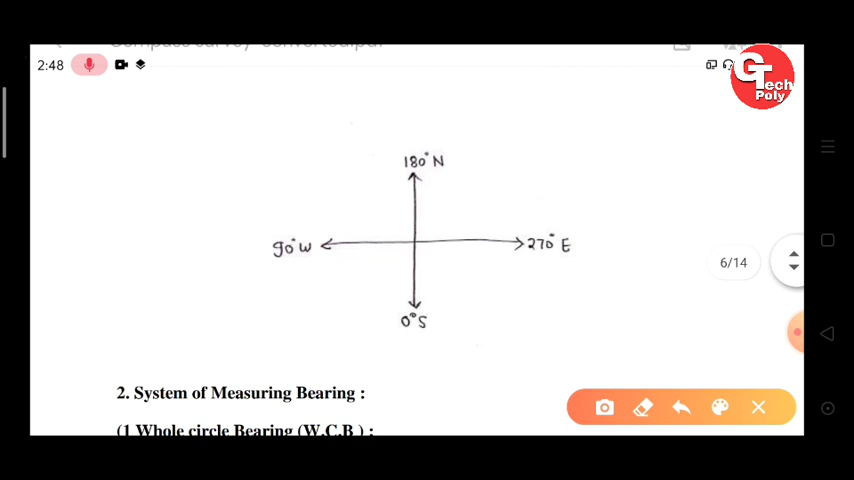 2:48
G Tech Poly
180° N
90° W
270° E
6/14
0° S
2. System of Measuring Bearing :
(1 Whole circle Bearing (W.C.B ) :